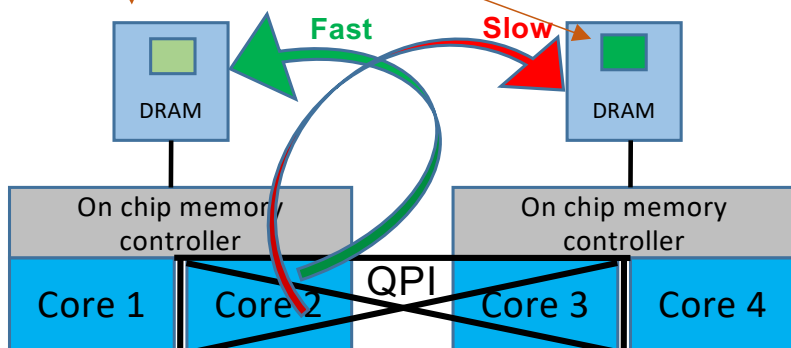 Fast
Slow
DRAM
DRAM
On chip memory
controller
On chip memory
controller
QPI
Core 1
Core 2
Core 3
Core 4